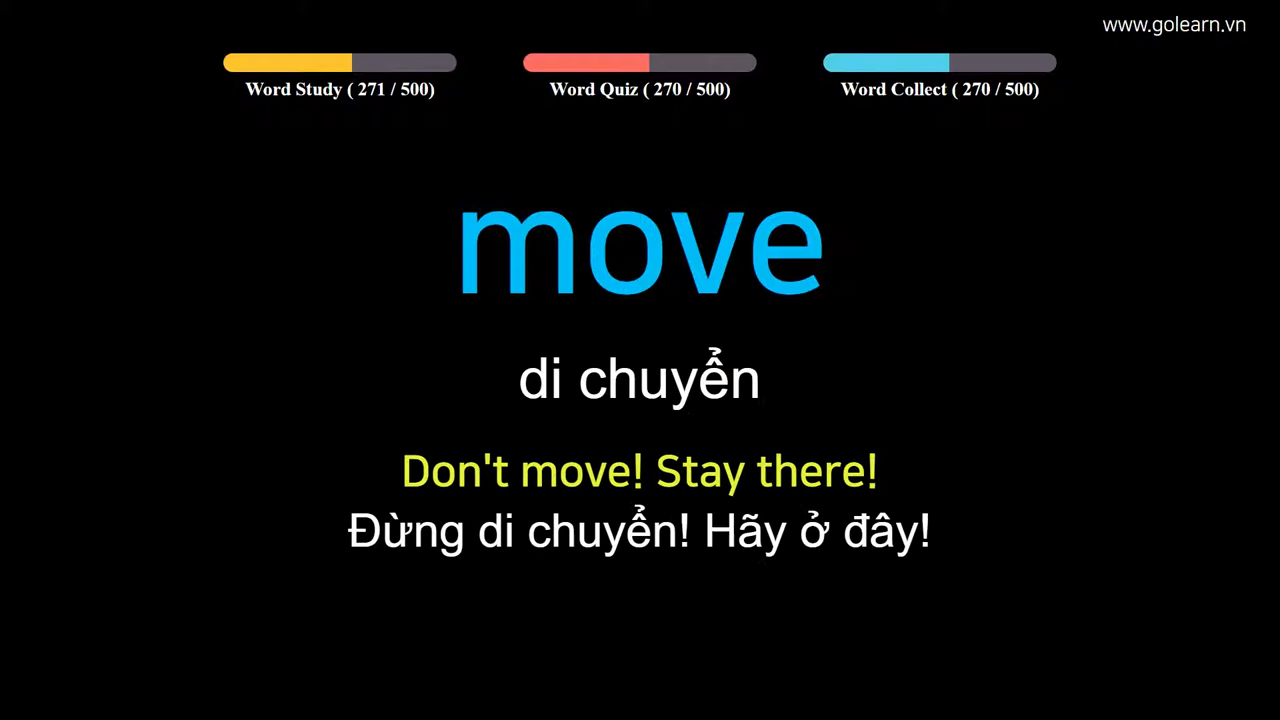 www.golearn.vn
Word Study ( 271 / 500)
Word Quiz ( 270 / 500)
Word Collect ( 270 / 500)
move
di chuyển
Don't move! Stay there!
Đừng di chuyển! Hãy ở đây!